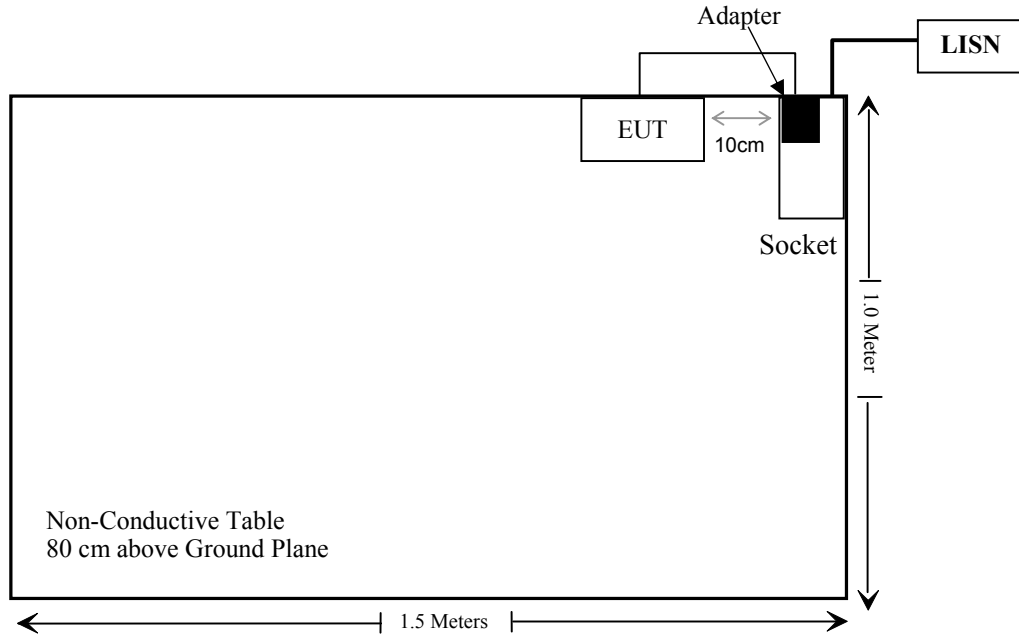 Adapter
LISN
EUT
10cm
Socket
1.0 Meter
Non-Conductive Table
80 cm above Ground Plane
1.5 Meters